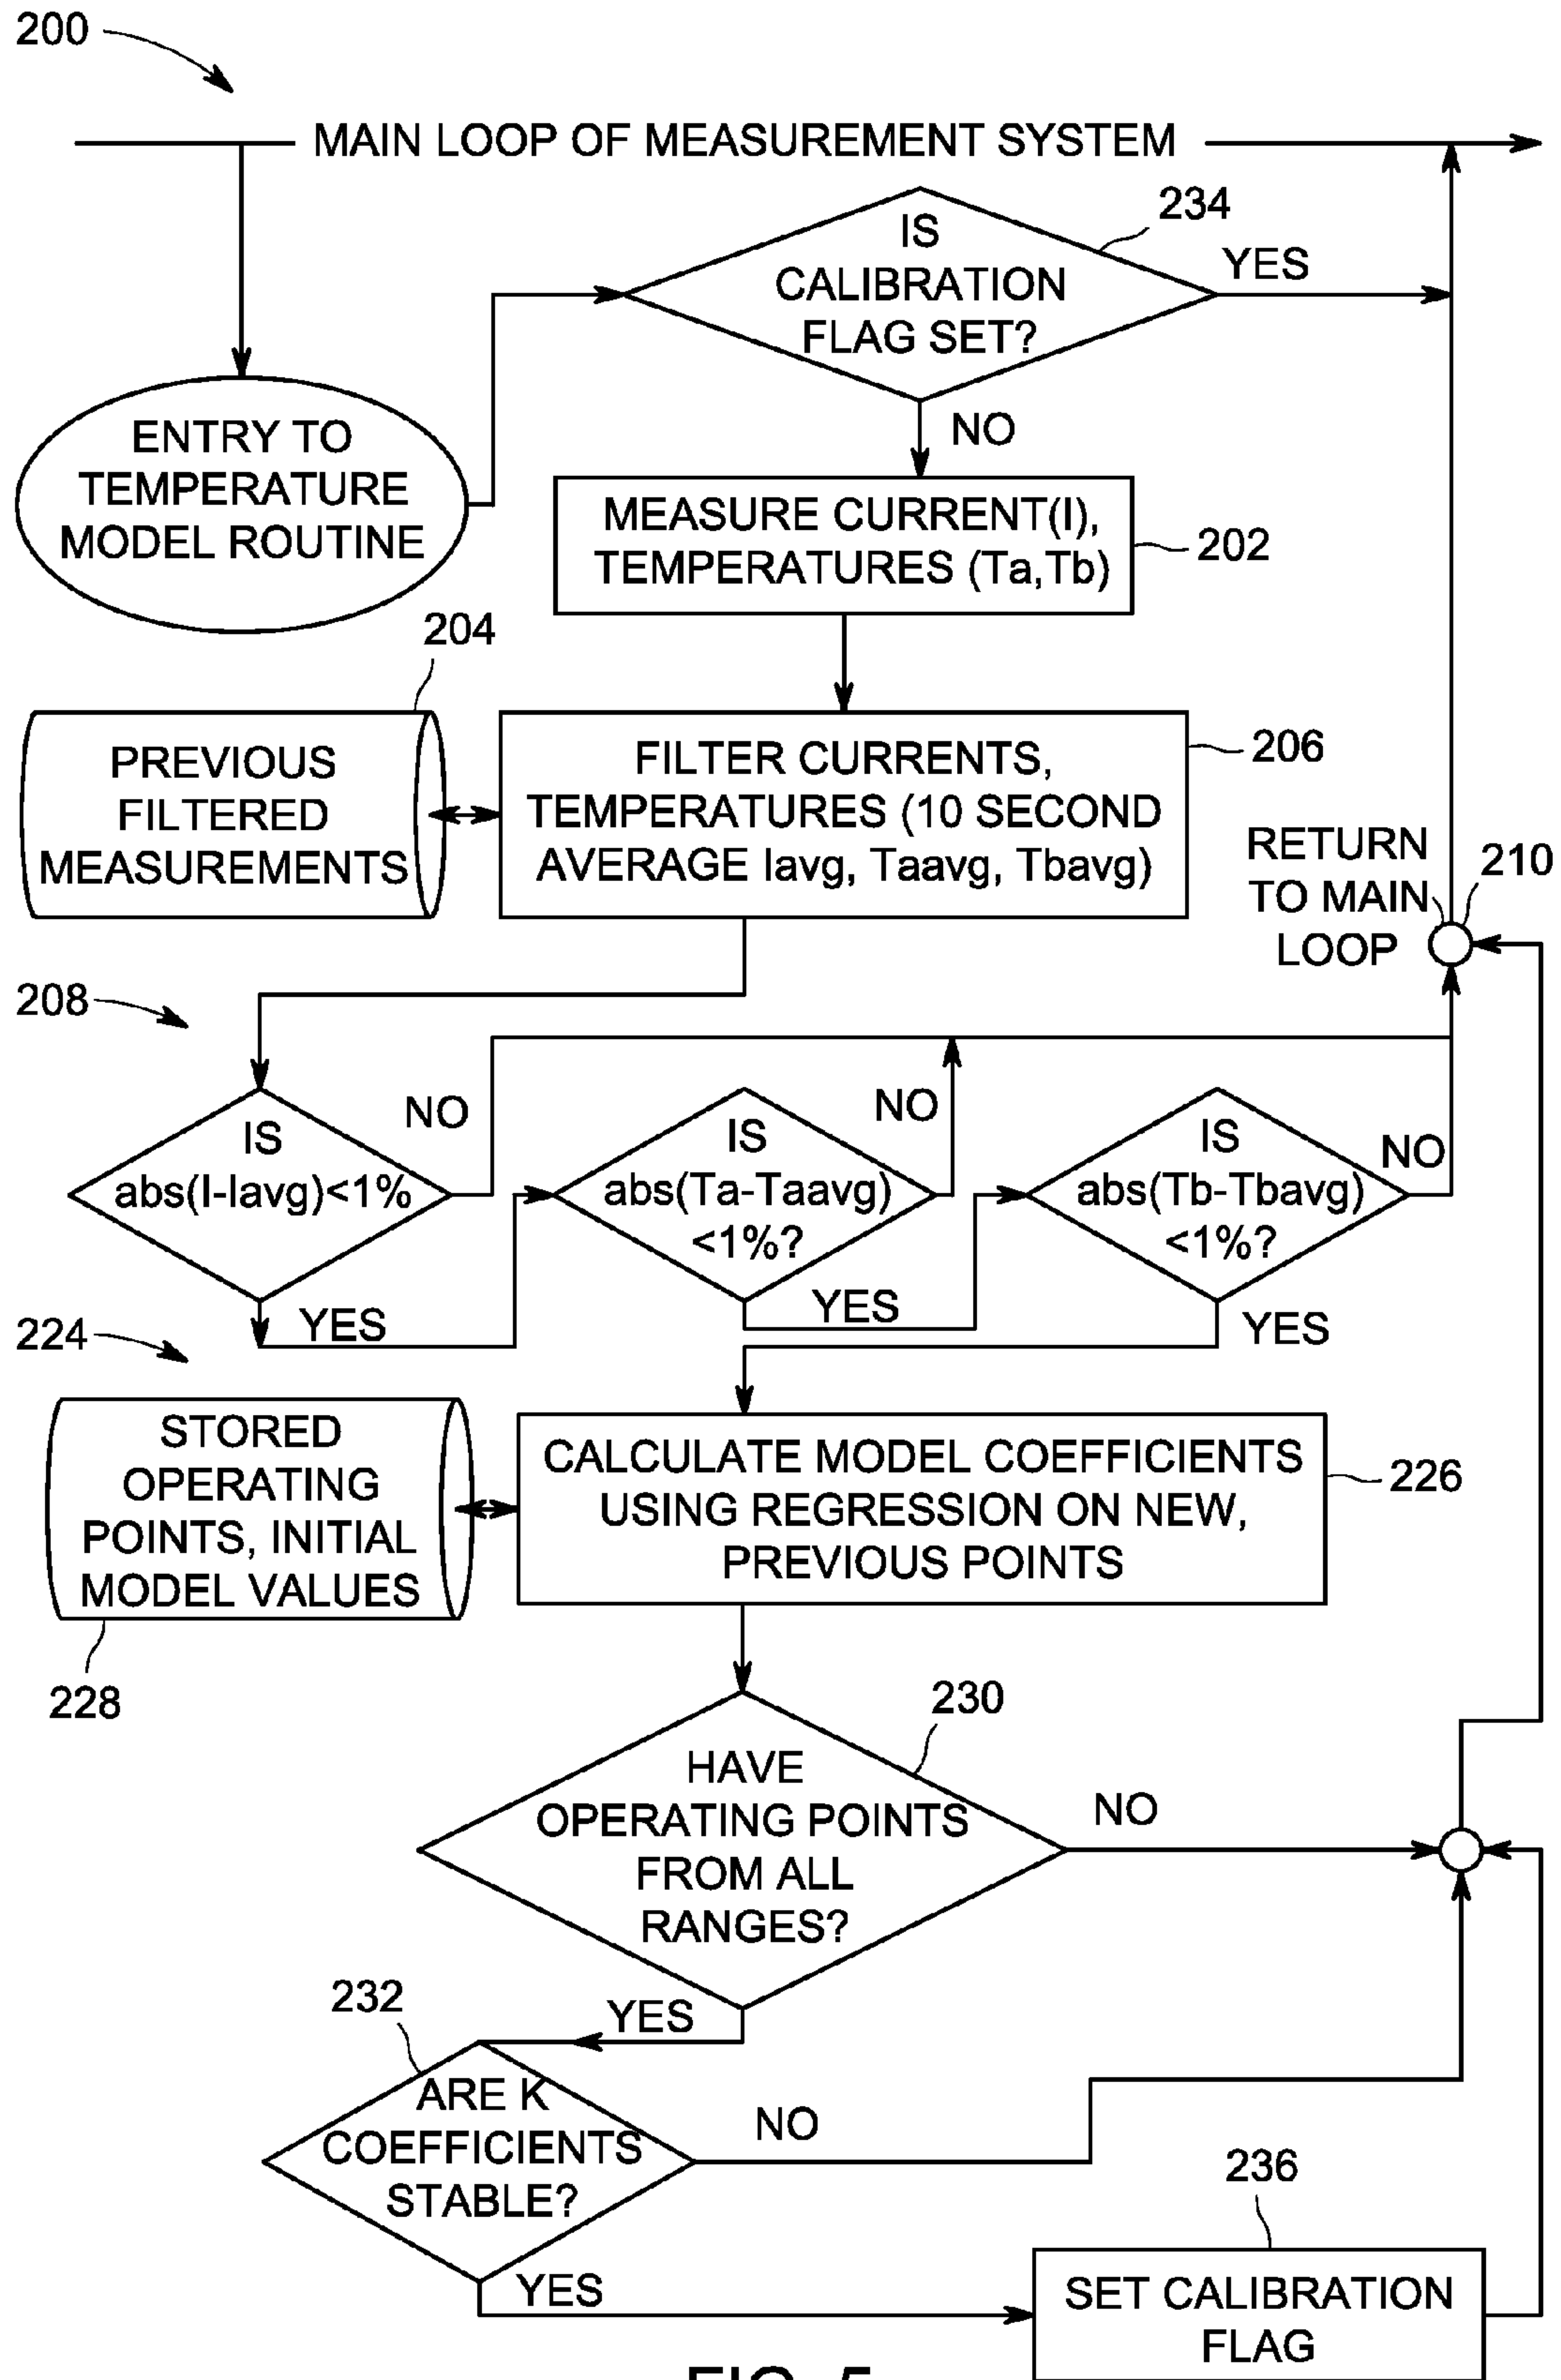 200
MAIN LOOP OF MEASUREMENT SYSTEM
234
IS
CALIBRATION
FLAG SET?
YES
NO
ENTRY TO
TEMPERATURE
MODEL ROUTINE
MEASURE CURRENT(I),
TEMPERATURES (Ta,Tb)
202
204
PREVIOUS
FILTERED
MEASUREMENTS
FILTER CURRENTS,
TEMPERATURES (10 SECOND
AVERAGE Iavg, Taavg, Tbavg)
206
RETURN
TO MAIN
LOOP
210
208
IS
abs(I-Iavg)<1%
NO
YES
IS
abs(Ta-Taavg)
<1%?
NO
YES
IS
abs(Tb-Tbavg)
<1%?
NO
YES
224
STORED
OPERATING
POINTS, INITIAL
MODEL VALUES
228
CALCULATE MODEL COEFFICIENTS
USING REGRESSION ON NEW,
PREVIOUS POINTS
226
230
HAVE
OPERATING POINTS
FROM ALL
RANGES?
NO
YES
232
ARE K
COEFFICIENTS
STABLE?
NO
YES
236
SET CALIBRATION
FLAG
FIG. 5